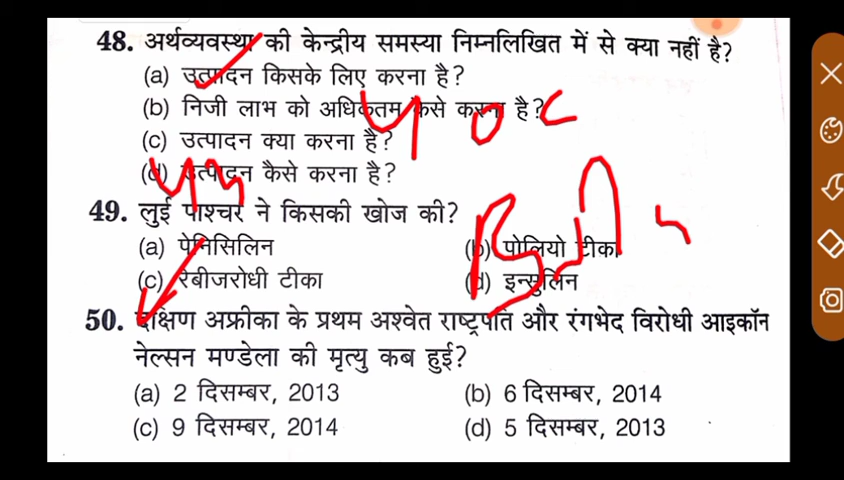 48. अर्थव्यवस्था की केन्द्रीय समस्या निम्नलिखित में से क्या नहीं है?
(a) उत्पादन किसके लिए करना है?
(b) निजी लाभ को अधिकतम कैसे करना है?
(c) उत्पादन क्या करना है?
(d) उत्पादन कैसे करना है?
49. लुई पाश्चर ने किसकी खोज की?
(a) पेनिसिलिन (b) पोलियो टीका
(c) रेबीजरोधी टीका (d) इन्सुलिन
50. दक्षिण अफ्रीका के प्रथम अश्वेत राष्ट्रपति और रंगभेद विरोधी आइकॉन
नेल्सन मण्डेला की मृत्यु कब हुई?
(a) 2 दिसम्बर, 2013 (b) 6 दिसम्बर, 2014
(c) 9 दिसम्बर, 2014 (d) 5 दिसम्बर, 2013